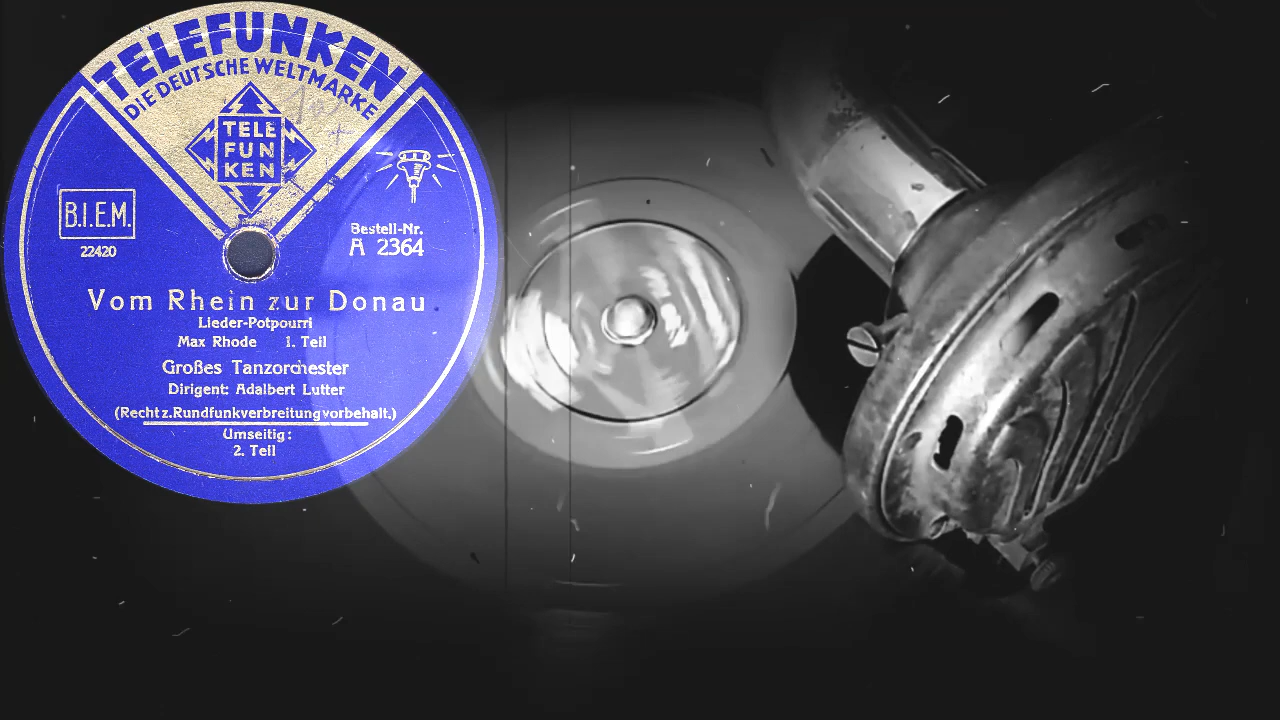 TELEFUNKEN
DIE DEUTSCHE WELTMARKE
TELE
FUN
KEN
B.I.E.M.
22420
Bestell-Nr.
A 2364
Vom Rhein zur Donau
Lieder-Potpourri
Max Rhode 1. Teil
Großes Tanzorchester
Dirigent: Adalbert Lutter
(Recht z. Rundfunkverbreitung vorbehalt.)
Umseitig:
2. Teil